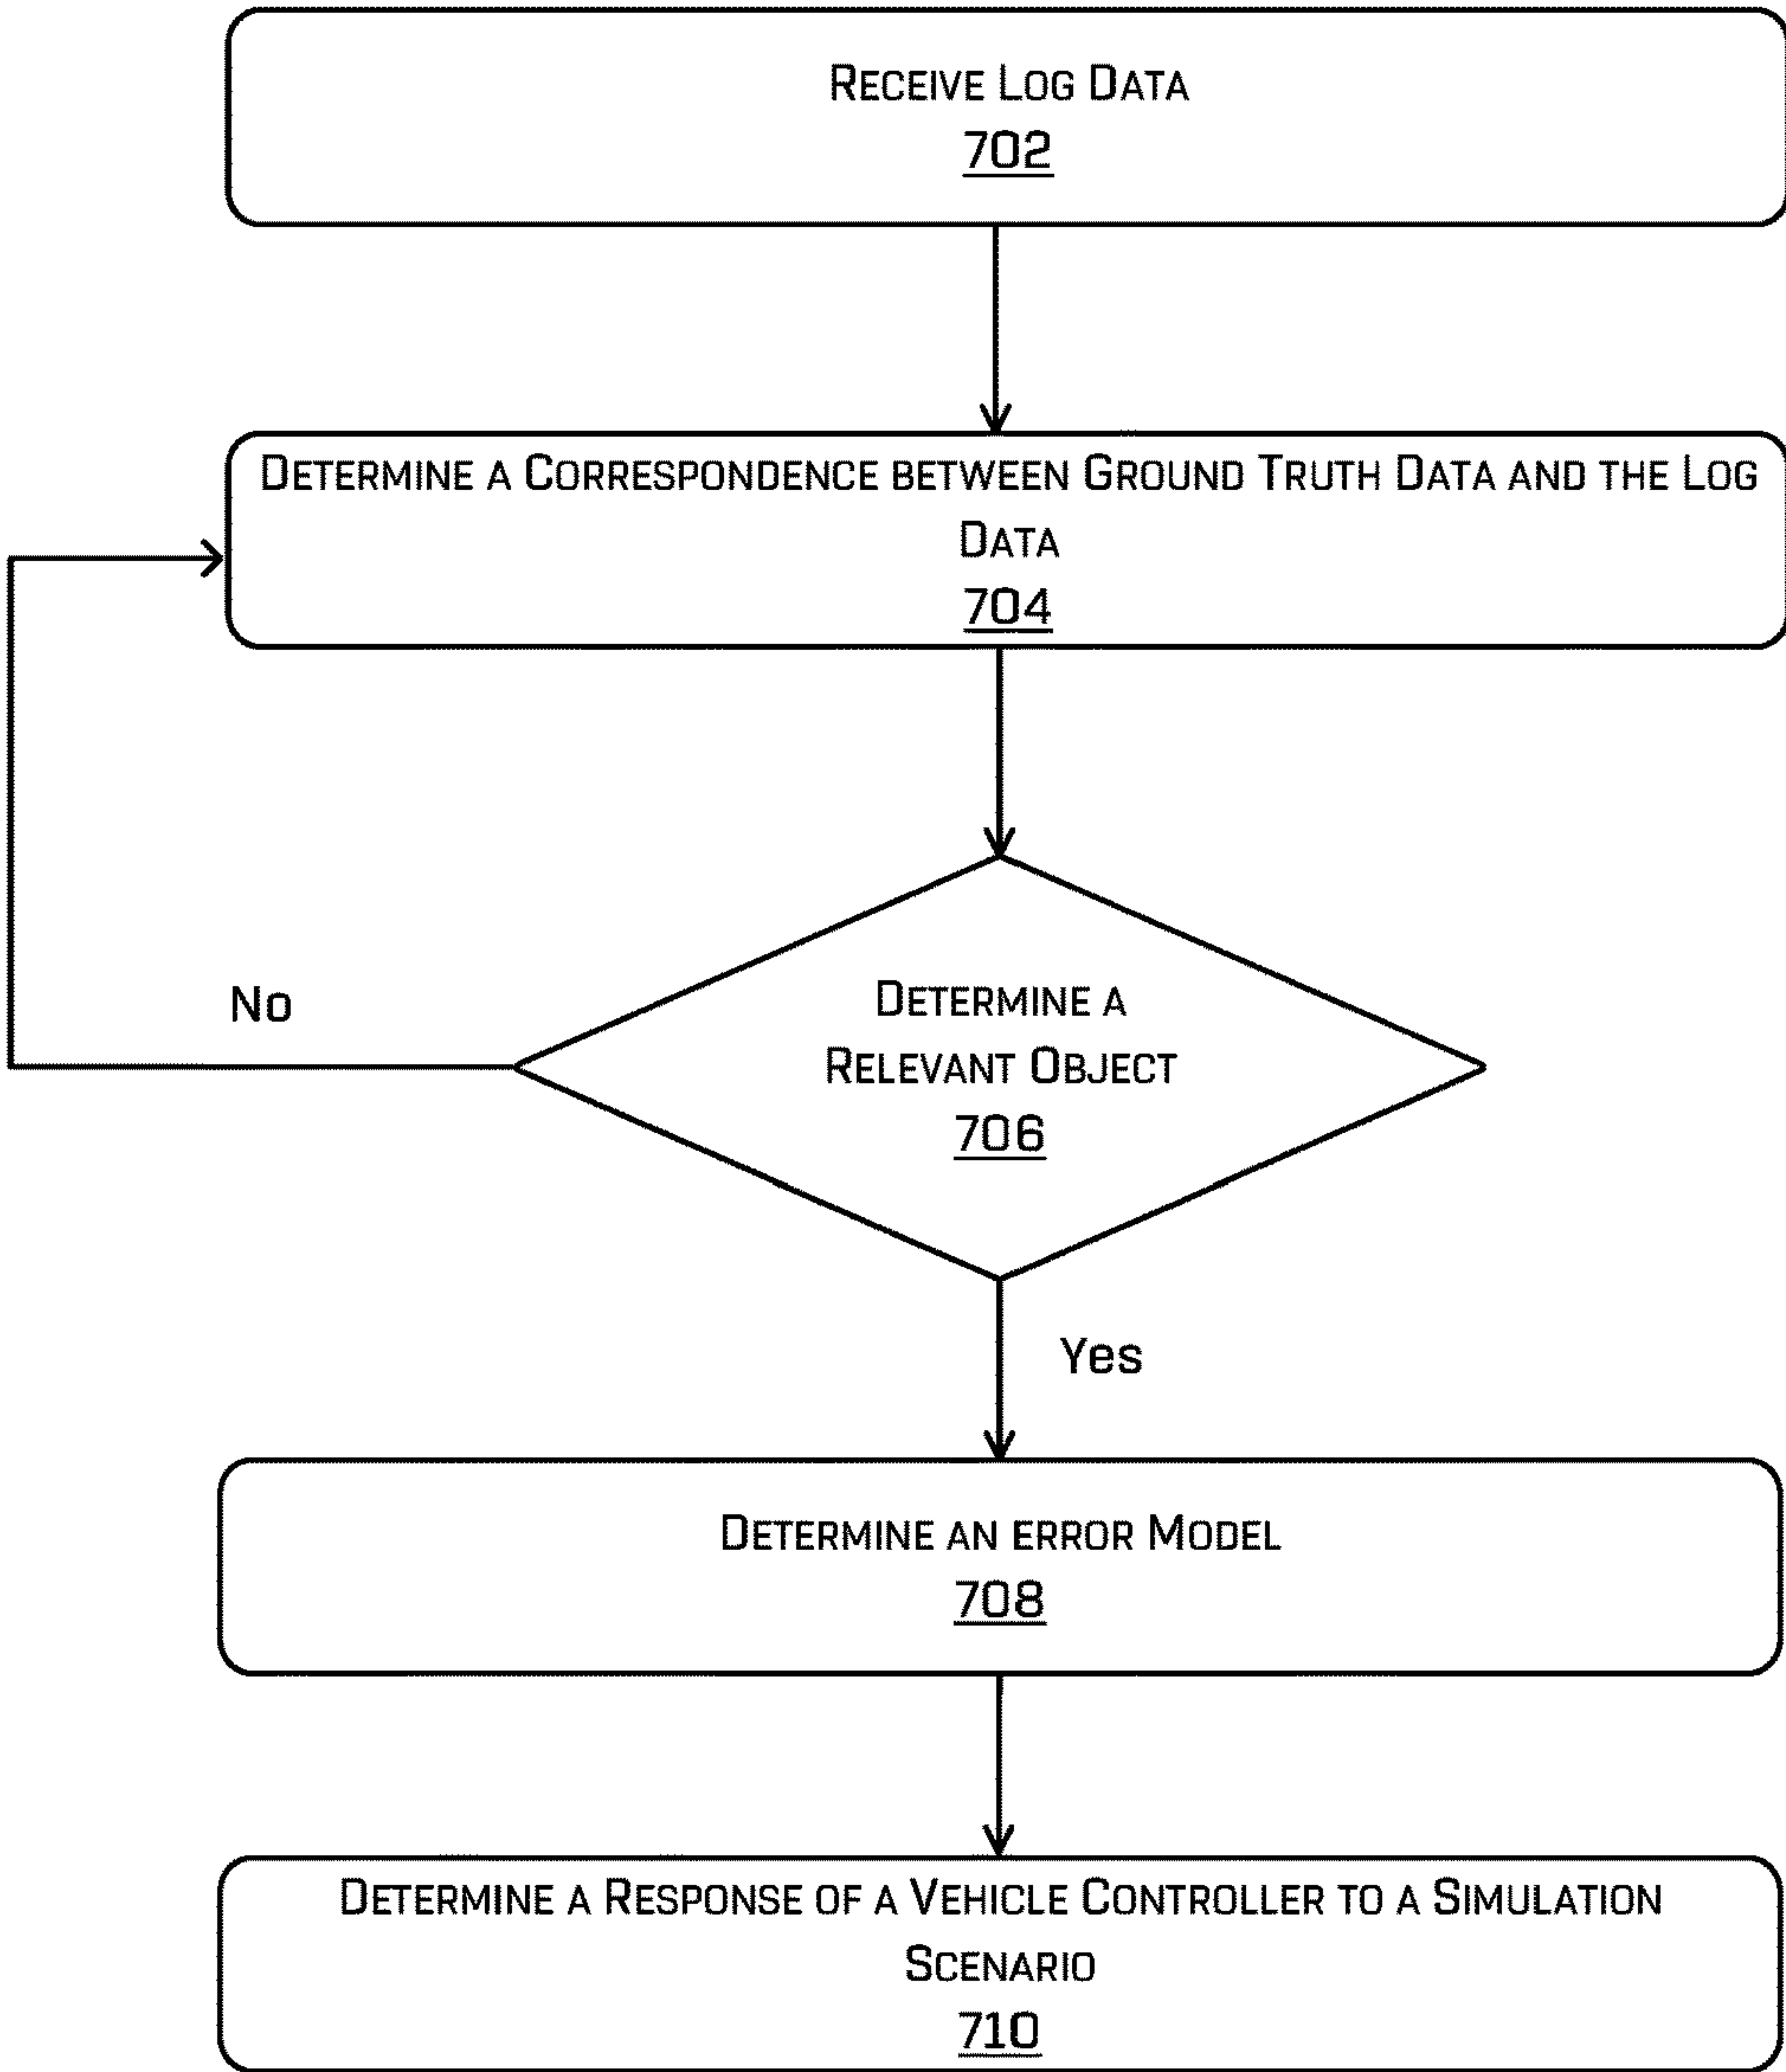 RECEIVE LOG DATA
702
DETERMINE A CORRESPONDENCE BETWEEN GROUND TRUTH DATA AND THE LOG
DATA
704
No
DETERMINE A
RELEVANT OBJECT
706
Yes
DETERMINE AN ERROR MODEL
708
DETERMINE A RESPONSE OF A VEHICLE CONTROLLER TO A SIMULATION
SCENARIO
710